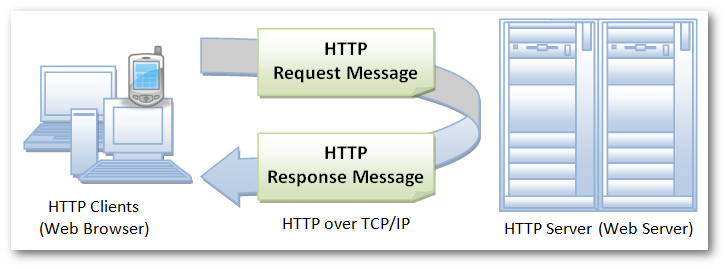 HTTP
Request Message
HTTP
Response Message
HTTP Clients
(Web Browser)
HTTP over TCP/IP
HTTP Server (Web Server)